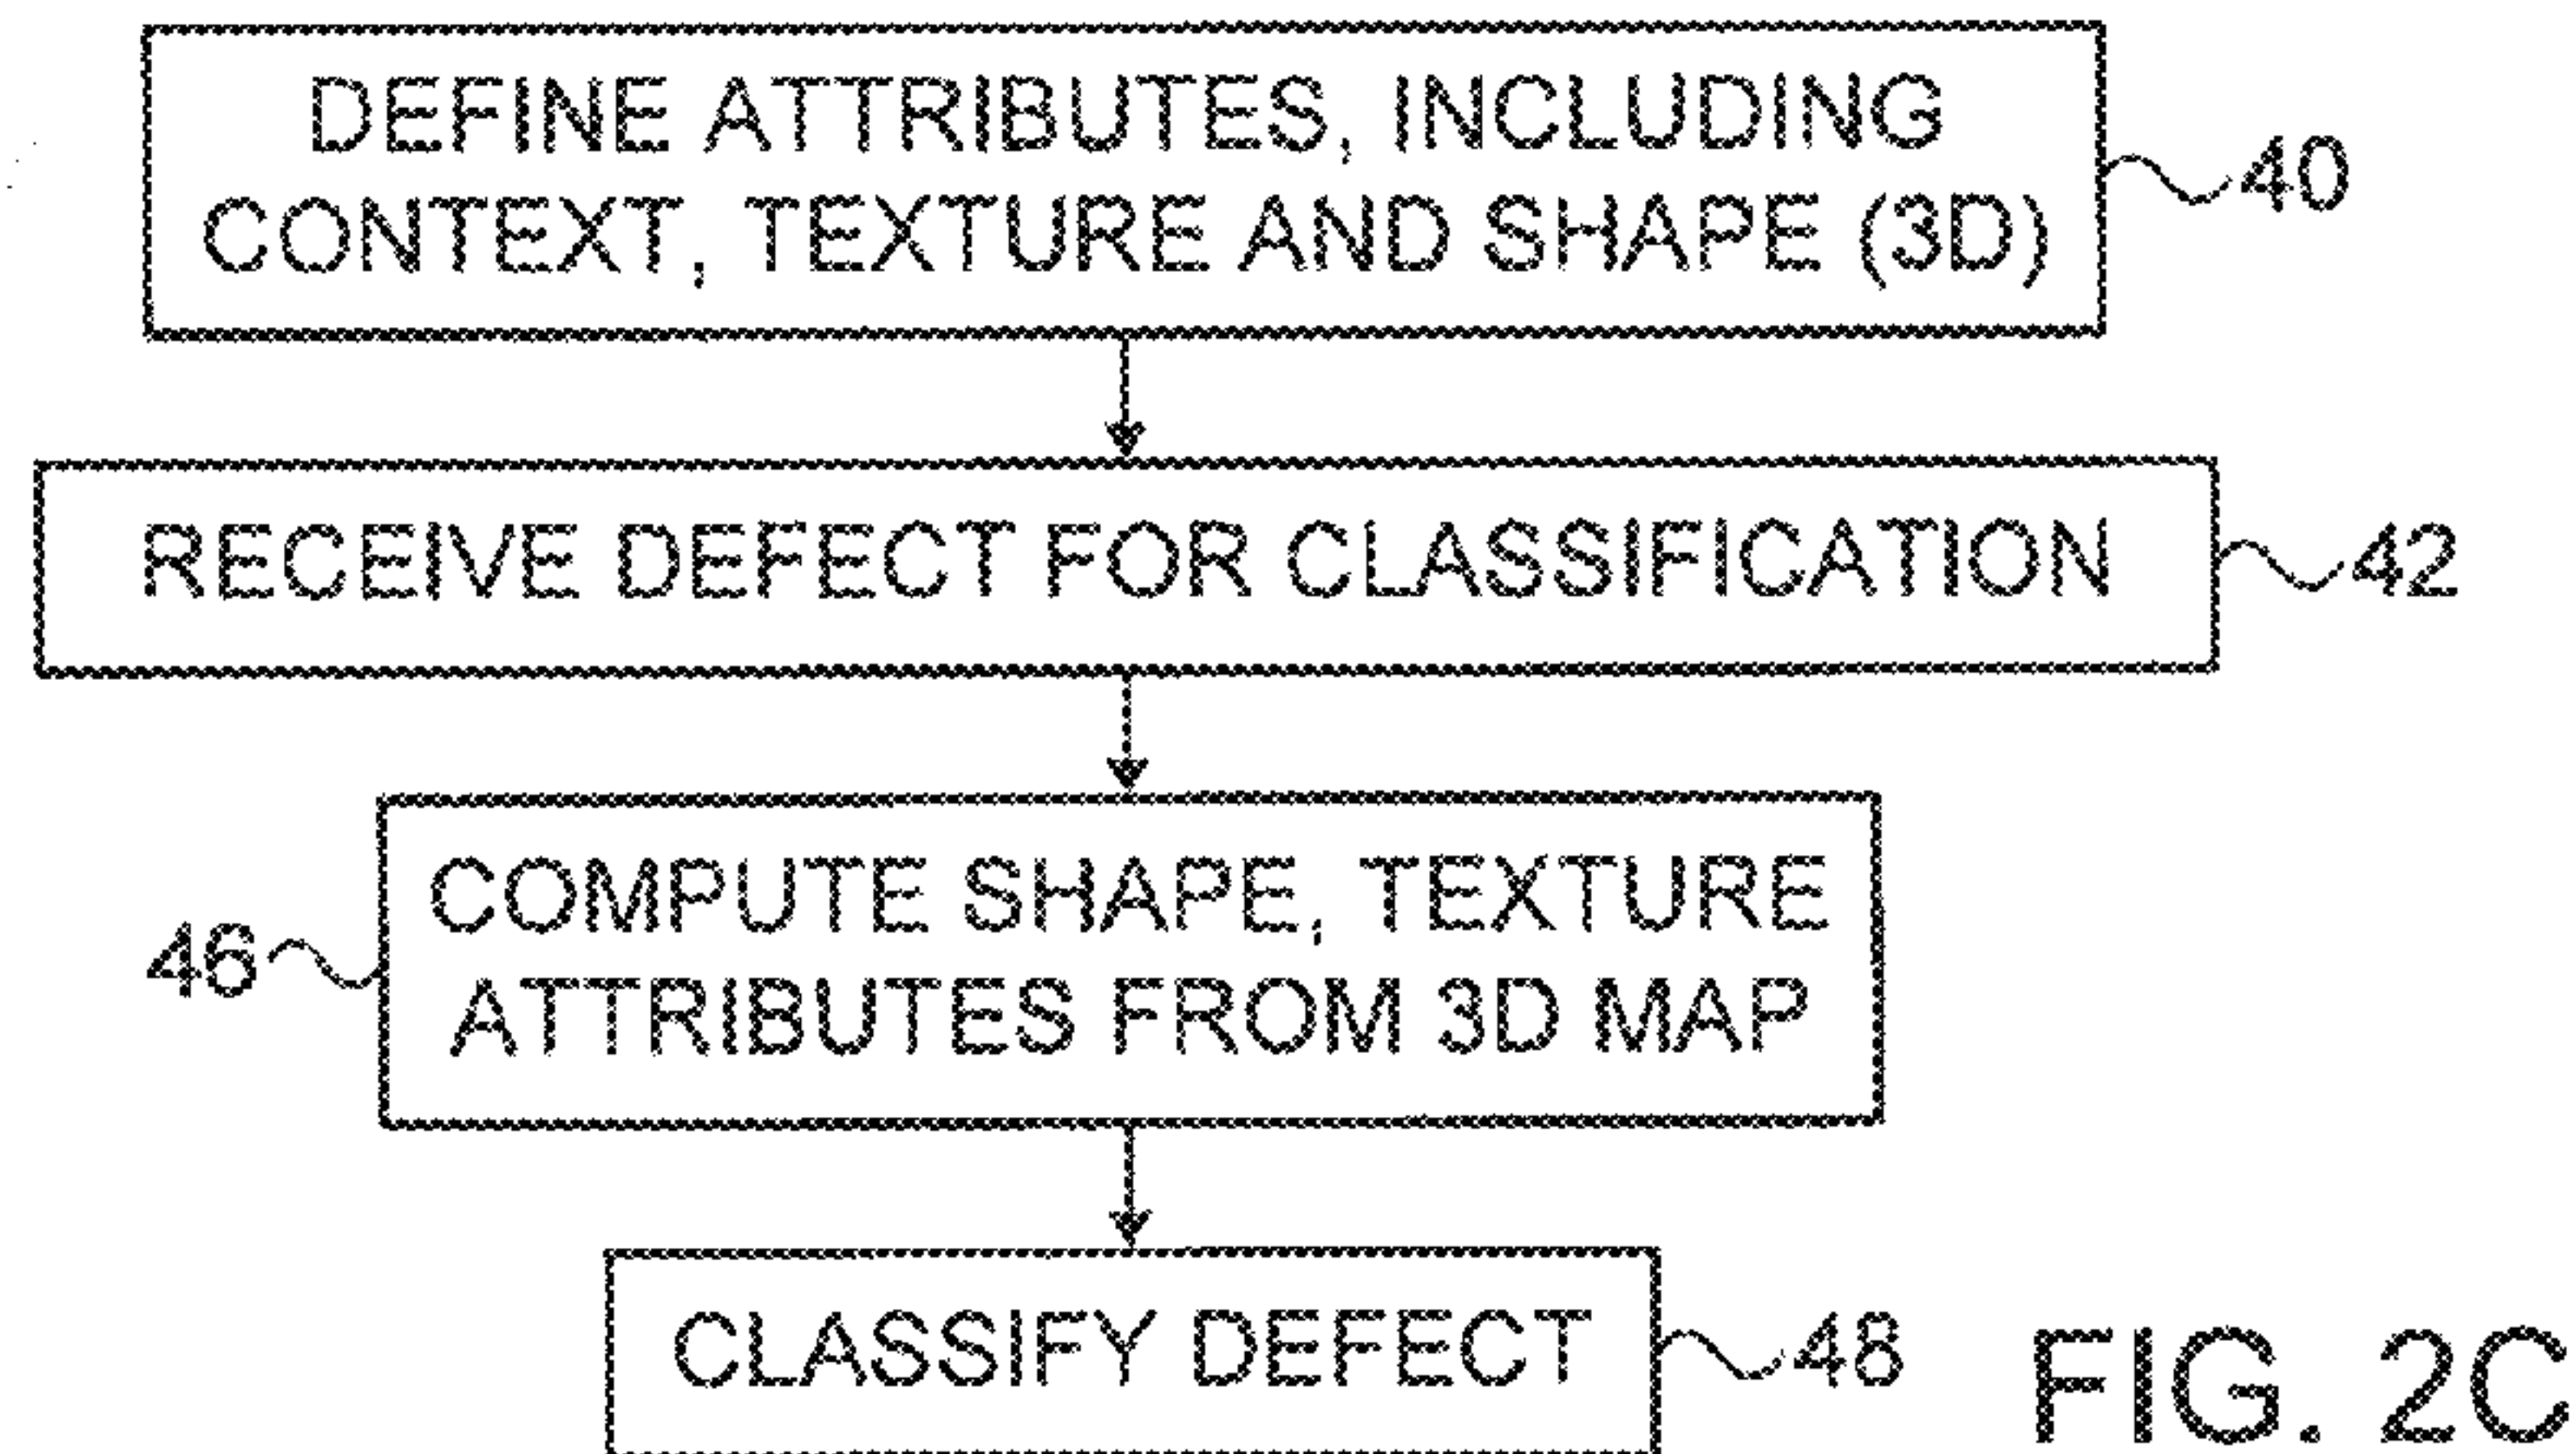 DEFINE ATTRIBUTES, INCLUDING
CONTEXT, TEXTURE AND SHAPE (3D)
40
RECEIVE DEFECT FOR CLASSIFICATION
42
COMPUTE SHAPE, TEXTURE
ATTRIBUTES FROM 3D MAP
46
CLASSIFY DEFECT
48
FIG. 2C